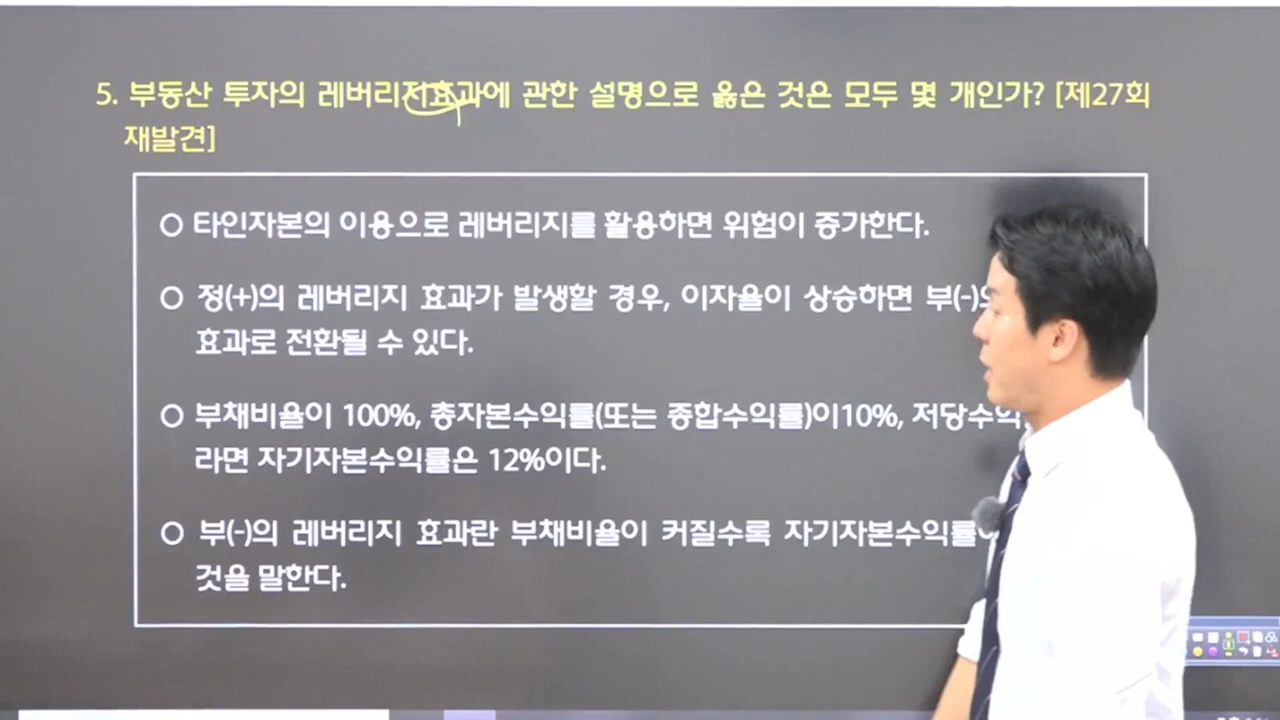 5. 부동산 투자의 레버리저효과에 관한 설명으로 옳은 것은 모두 몇 개인가? [제27회
재발견]
○ 타인자본의 이용으로 레버리지를 활용하면 위험이 증가한다.
○ 정(+)의 레버리지 효과가 발생할 경우, 이자율이 상승하면 부(-)의
효과로 전환될 수 있다.
○ 부채비율이 100%, 총자본수익률(또는 종합수익률)이10%, 저당수익
라면 자기자본수익률은 12%이다.
○ 부(-)의 레버리지 효과란 부채비율이 커질수록 자기자본수익률이
것을 말한다.